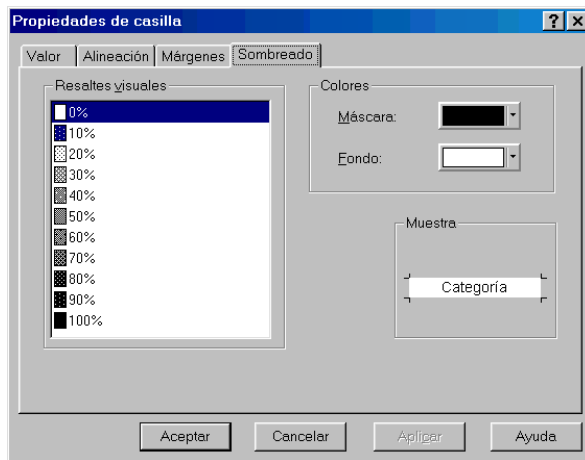 Propiedades de casilla
Valor Alineación Márgenes Sombreado
Resaltes visuales
0%
10%
20%
30%
40%
50%
60%
70%
80%
90%
100%
Colores
Máscara:
Fondo:
Muestra
Categoría
Aceptar Cancelar Aplicar Ayuda